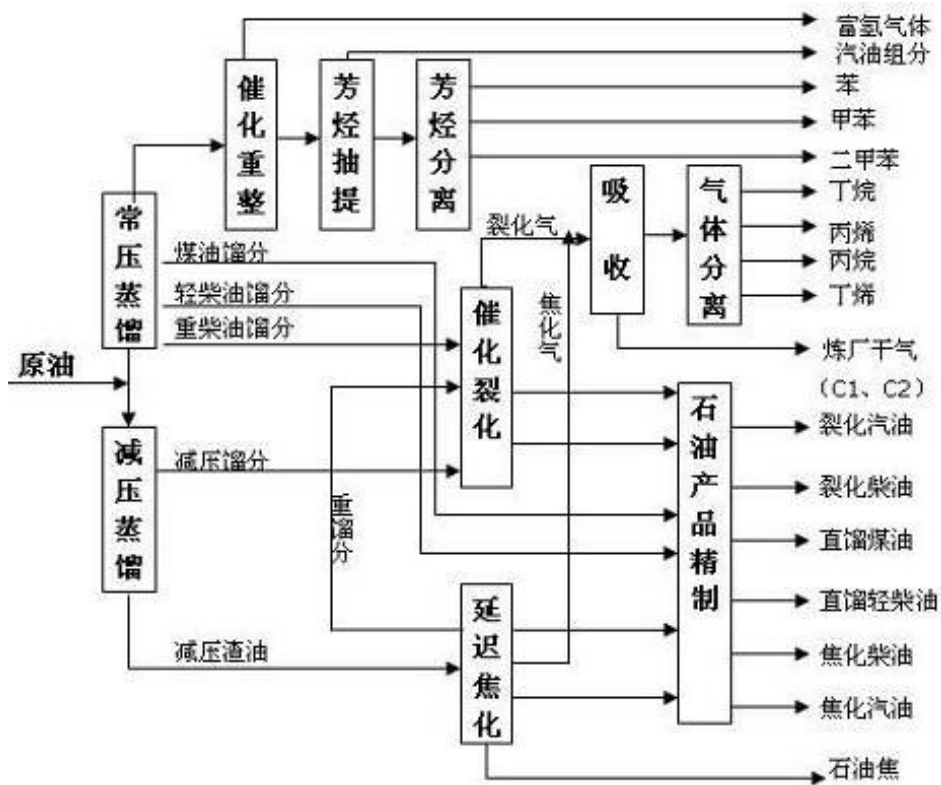 富氢气体
汽油组分
苯
甲苯
二甲苯
催化重整
芳烃抽提
芳烃分离
吸收
气体分离
丁烷
丙烯
丙烷
丁烯
常压蒸馏
煤油馏分
轻柴油馏分
重柴油馏分
裂化气
焦化气
催化裂化
炼厂干气
（C1、C2）
原油
减压蒸馏
减压馏分
重馏分
石油产品精制
裂化汽油
裂化柴油
直馏煤油
直馏轻柴油
焦化柴油
焦化汽油
减压渣油
延迟焦化
石油焦